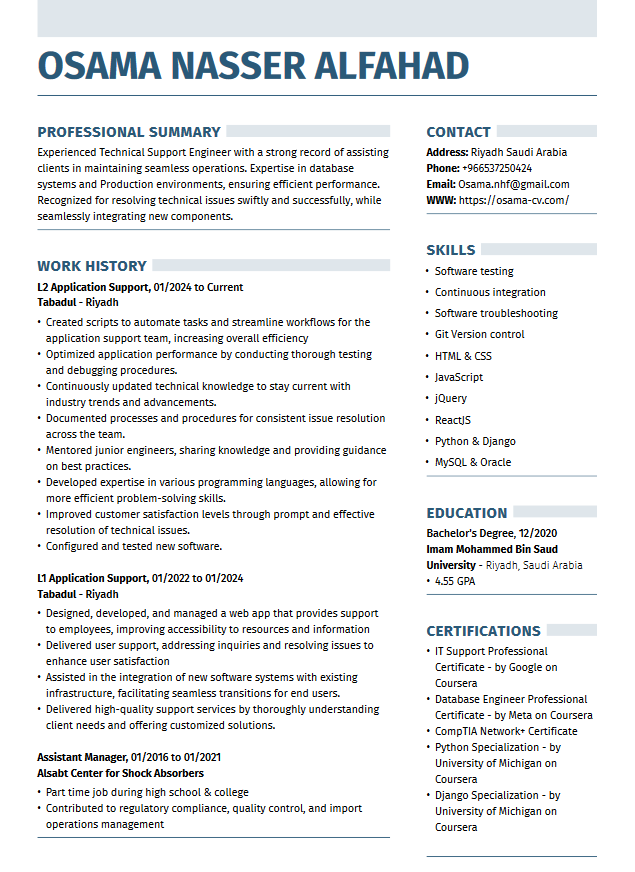 OSAMA NASSER ALFAHAD
PROFESSIONAL SUMMARY
Experienced Technical Support Engineer with a strong record of assisting
clients in maintaining seamless operations. Expertise in database
systems and Production environments, ensuring efficient performance.
Recognized for resolving technical issues swiftly and successfully, while
seamlessly integrating new components.
WORK HISTORY
L2 Application Support, 01/2024 to Current
Tabadul - Riyadh
• Created scripts to automate tasks and streamline workflows for the
application support team, increasing overall efficiency
• Optimized application performance by conducting thorough testing
and debugging procedures.
• Continuously updated technical knowledge to stay current with
industry trends and advancements.
• Documented processes and procedures for consistent issue resolution
across the team.
• Mentored junior engineers, sharing knowledge and providing guidance
on best practices.
• Developed expertise in various programming languages, allowing for
more efficient problem-solving skills.
• Improved customer satisfaction levels through prompt and effective
resolution of technical issues.
• Configured and tested new software.
L1 Application Support, 01/2022 to 01/2024
Tabadul - Riyadh
• Designed, developed, and managed a web app that provides support
to employees, improving accessibility to resources and information
• Delivered user support, addressing inquiries and resolving issues to
enhance user satisfaction
• Assisted in the integration of new software systems with existing
infrastructure, facilitating seamless transitions for end users.
• Delivered high-quality support services by thoroughly understanding
client needs and offering customized solutions.
Assistant Manager, 01/2016 to 01/2021
Alsabt Center for Shock Absorbers
• Part time job during high school & college
• Contributed to regulatory compliance, quality control, and import
operations management
CONTACT
Address: Riyadh Saudi Arabia
Phone: +966537250424
Email: Osama.nhf@gmail.com
WWW: https://osama-cv.com/
SKILLS
• Software testing
• Continuous integration
• Software troubleshooting
• Git Version control
• HTML & CSS
• JavaScript
• jQuery
• ReactJS
• Python & Django
• MySQL & Oracle
EDUCATION
Bachelor's Degree, 12/2020
Imam Mohammed Bin Saud
University - Riyadh, Saudi Arabia
• 4.55 GPA
CERTIFICATIONS
• IT Support Professional
Certificate - by Google on
Coursera
• Database Engineer Professional
Certificate - by Meta on Coursera
• CompTIA Network+ Certificate
• Python Specialization - by
University of Michigan on
Coursera
• Django Specialization - by
University of Michigan on
Coursera